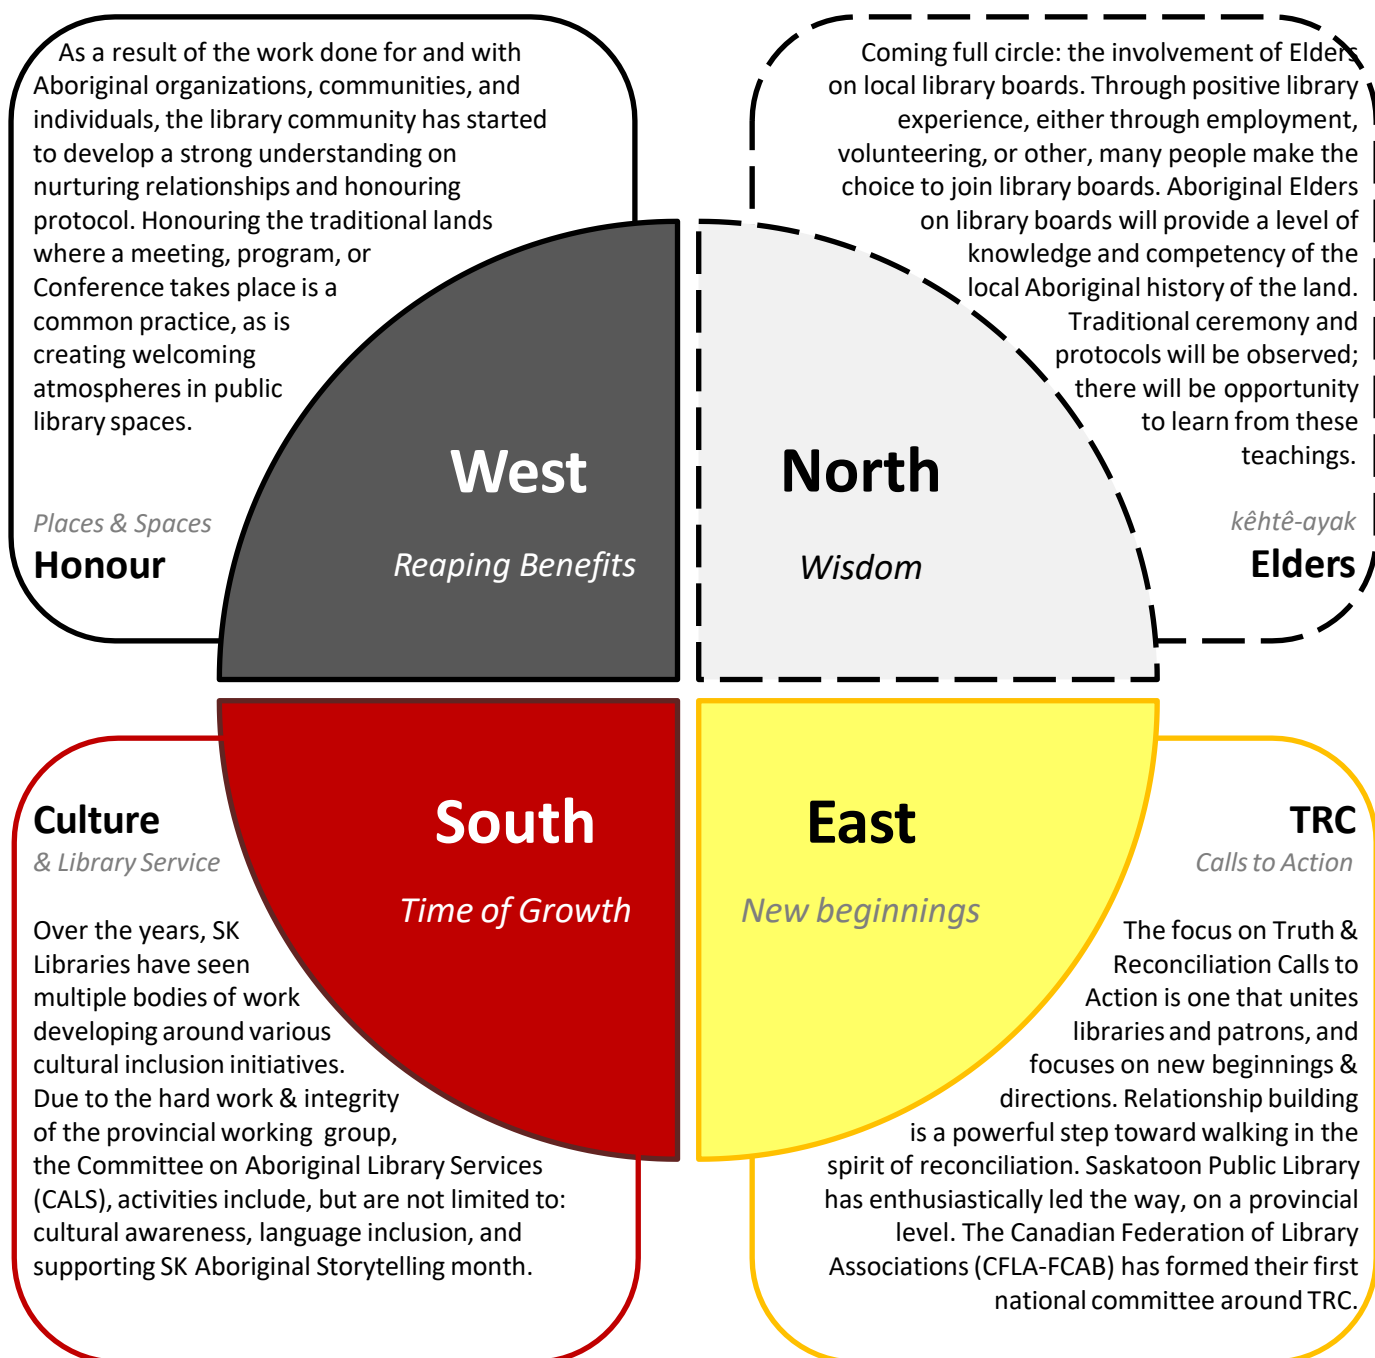 As a result of the work done for and with
Aboriginal organizations, communities, and
individuals, the library community has started
to develop a strong understanding on
nurturing relationships and honouring
protocol. Honouring the traditional lands
where a meeting, program, or
Conference takes place is a
common practice, as is
creating welcoming
atmospheres in public
library spaces.
Places & Spaces
Honour
West
Reaping Benefits
Coming full circle: the involvement of Elders
on local library boards. Through positive library
experience, either through employment,
volunteering, or other, many people make the
choice to join library boards. Aboriginal Elders
on library boards will provide a level of
knowledge and competency of the
local Aboriginal history of the land.
Traditional ceremony and
protocols will be observed;
there will be opportunity
to learn from these
teachings.
kêhtê-ayak
Elders
North
Wisdom
Culture
& Library Service
Over the years, SK
Libraries have seen
multiple bodies of work
developing around various
cultural inclusion initiatives.
Due to the hard work & integrity
of the provincial working group,
the Committee on Aboriginal Library Services
(CALS), activities include, but are not limited to:
cultural awareness, language inclusion, and
supporting SK Aboriginal Storytelling month.
South
Time of Growth
East
New beginnings
TRC
Calls to Action
The focus on Truth &
Reconciliation Calls to
Action is one that unites
libraries and patrons, and
focuses on new beginnings &
directions. Relationship building
is a powerful step toward walking in the
spirit of reconciliation. Saskatoon Public Library
has enthusiastically led the way, on a provincial
level. The Canadian Federation of Library
Associations (CFLA-FCAB) has formed their first
national committee around TRC.